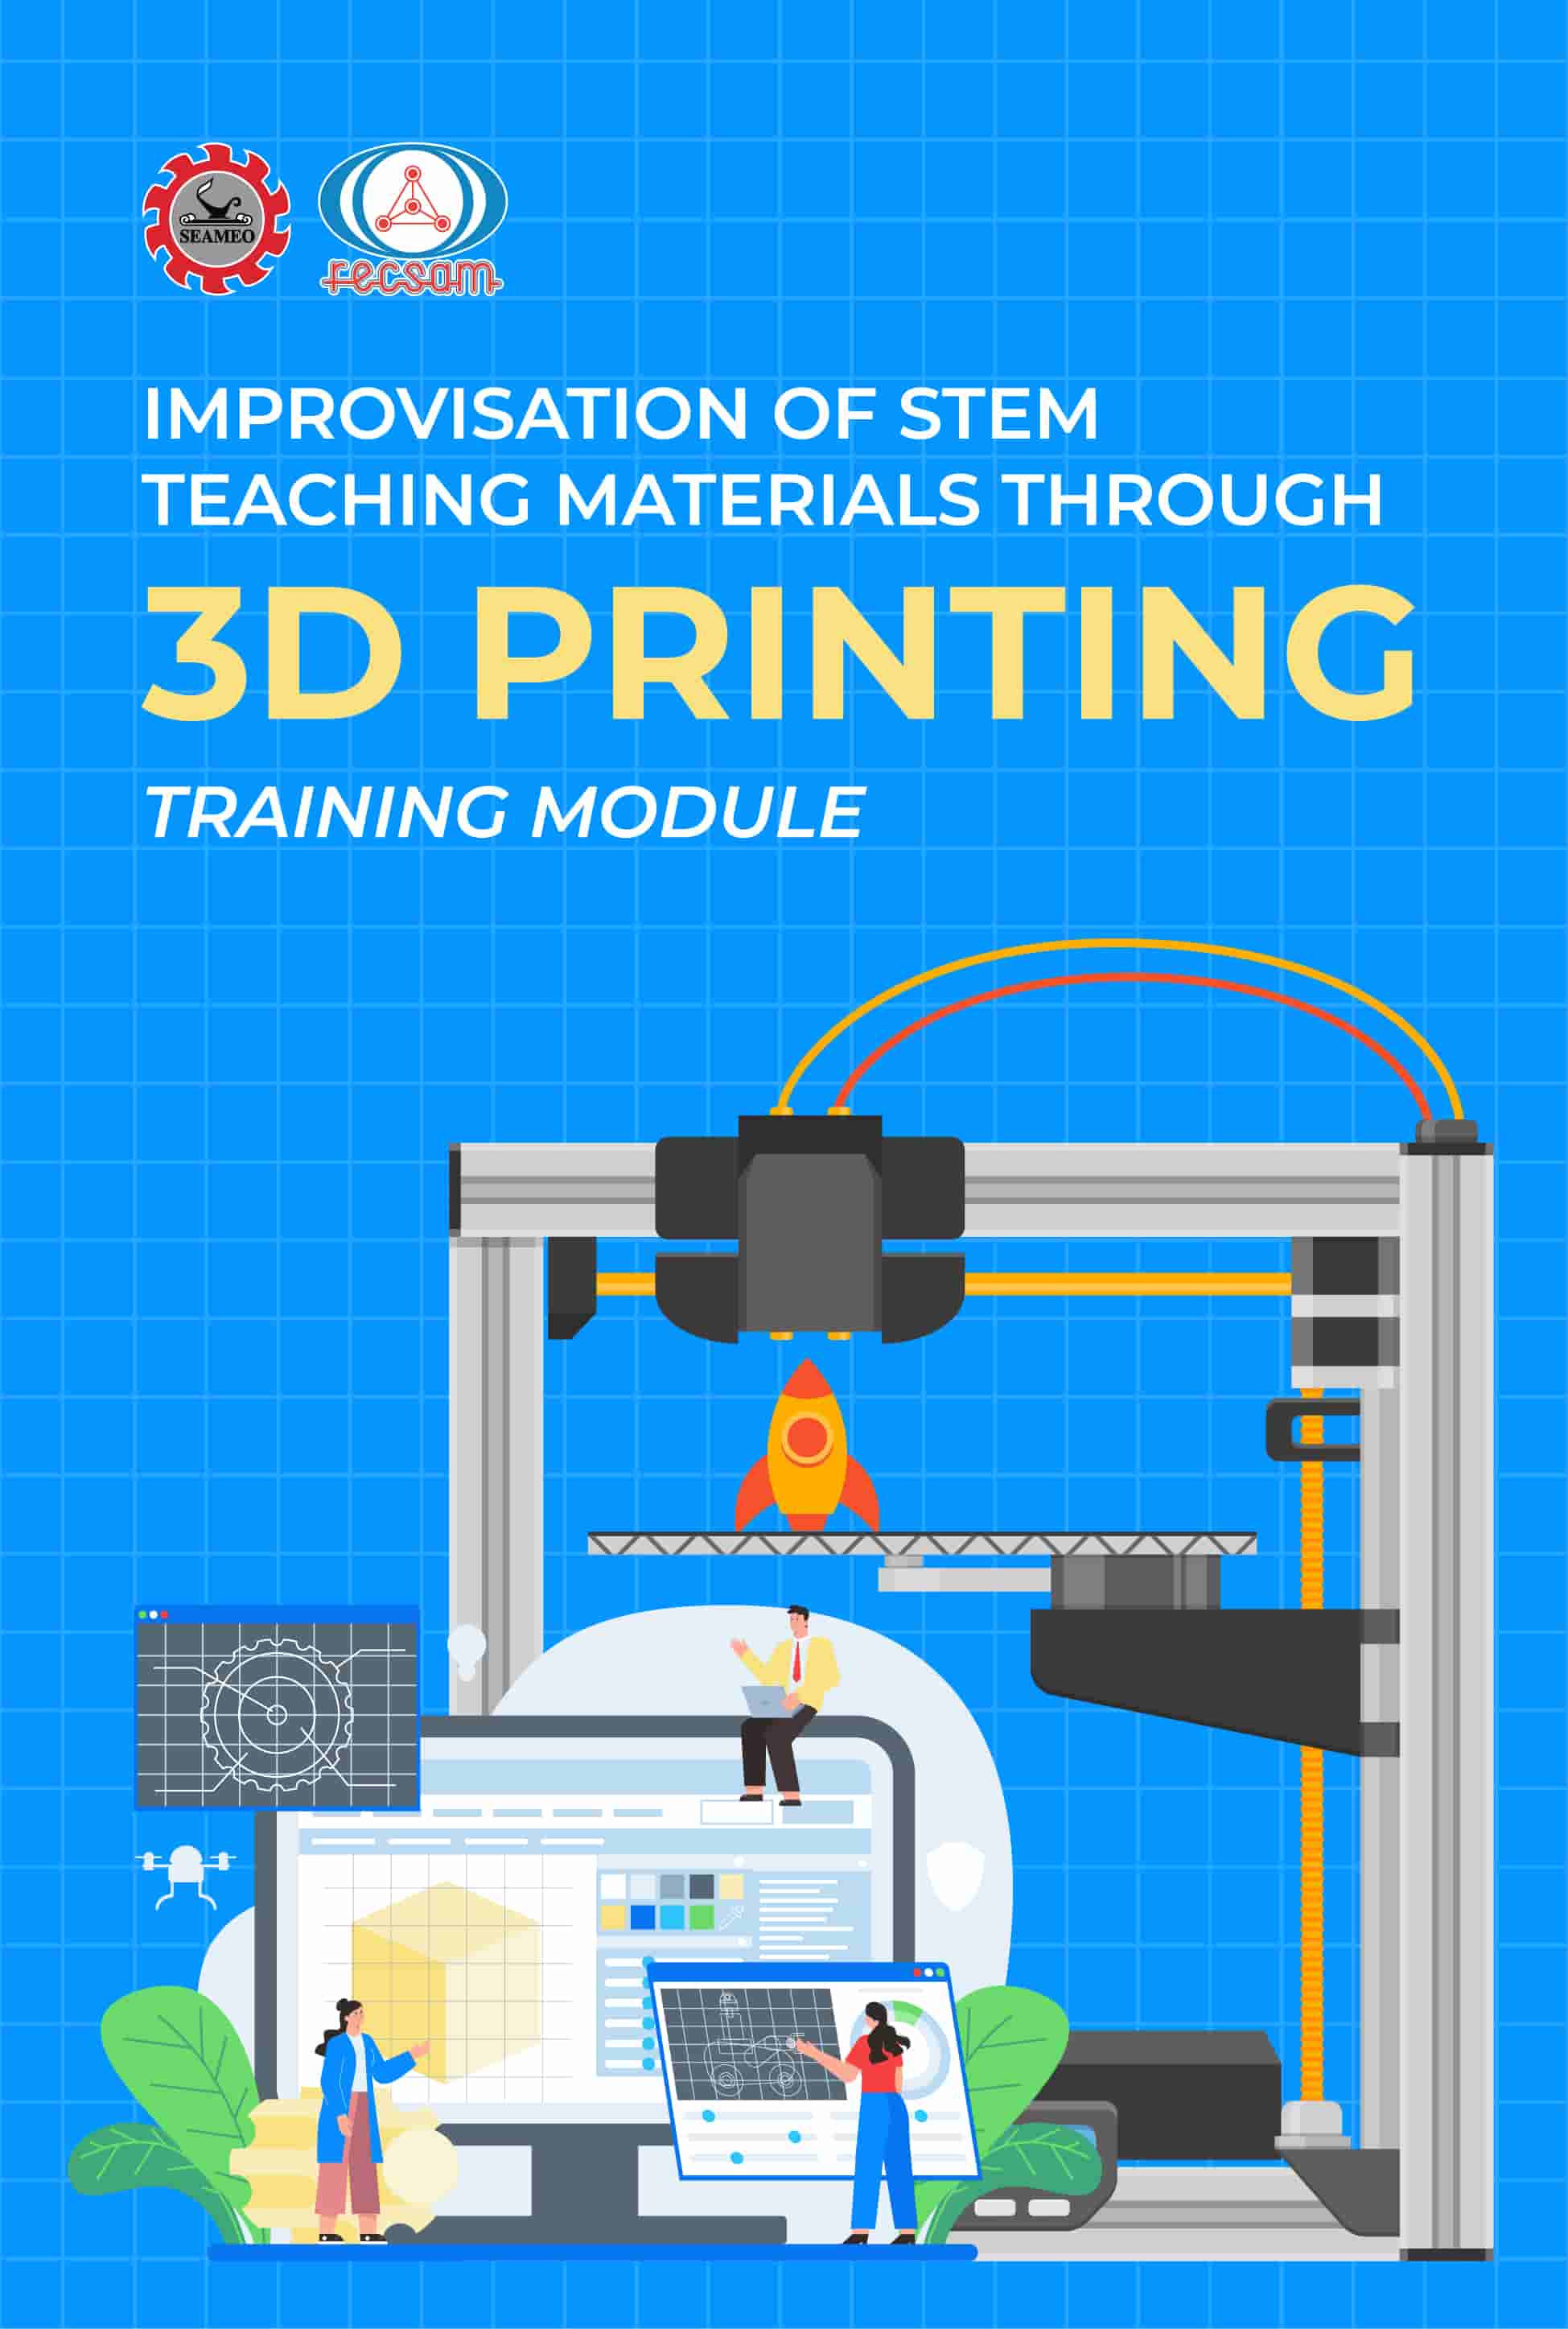 SEAMEO
recsam
IMPROVISATION OF STEM
TEACHING MATERIALS THROUGH
3D PRINTING
TRAINING MODULE